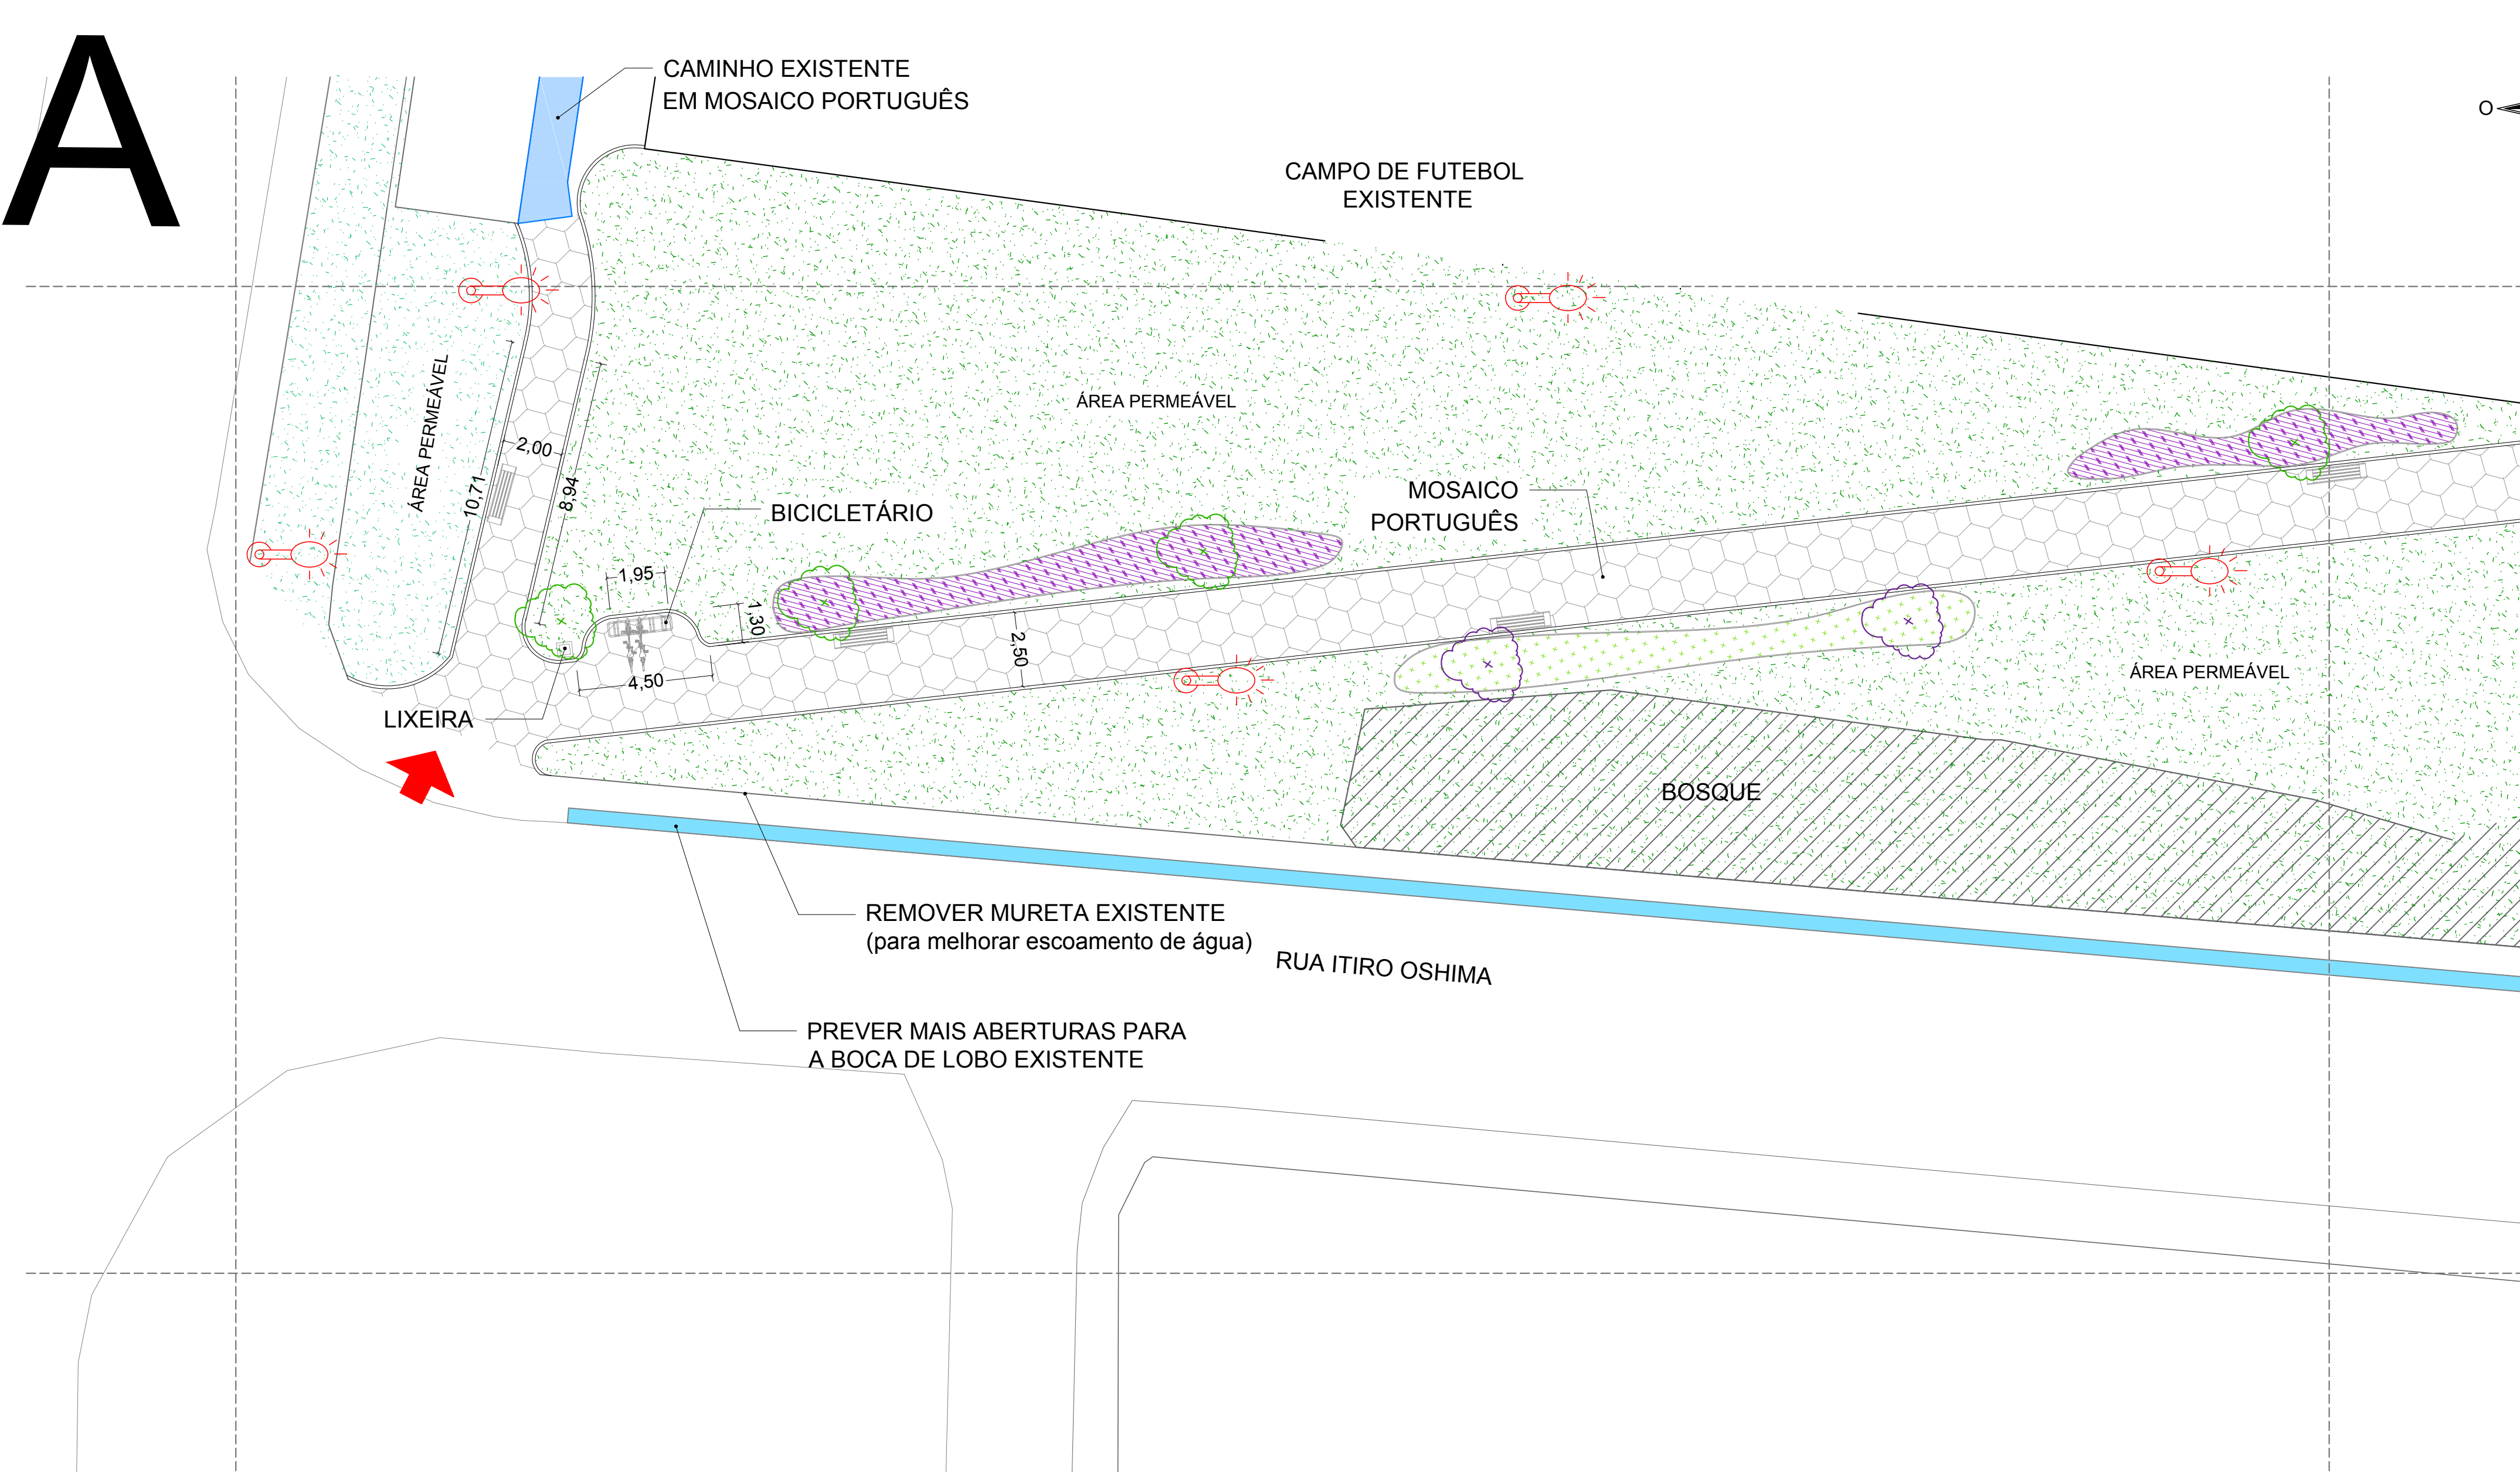 A
CAMINHO EXISTENTE
EM MOSAICO PORTUGUÊS
O
CAMPO DE FUTEBOL
EXISTENTE
ÁREA PERMEÁVEL
ÁREA PERMEÁVEL
2,00
10,71
8,94
BICICLETÁRIO
MOSAICO
PORTUGUÊS
1,95
1,30
2,50
4,50
LIXEIRA
ÁREA PERMEÁVEL
BOSQUE
REMOVER MURETA EXISTENTE
(para melhorar escoamento de água)
RUA ITIRO OSHIMA
PREVER MAIS ABERTURAS PARA
A BOCA DE LOBO EXISTENTE